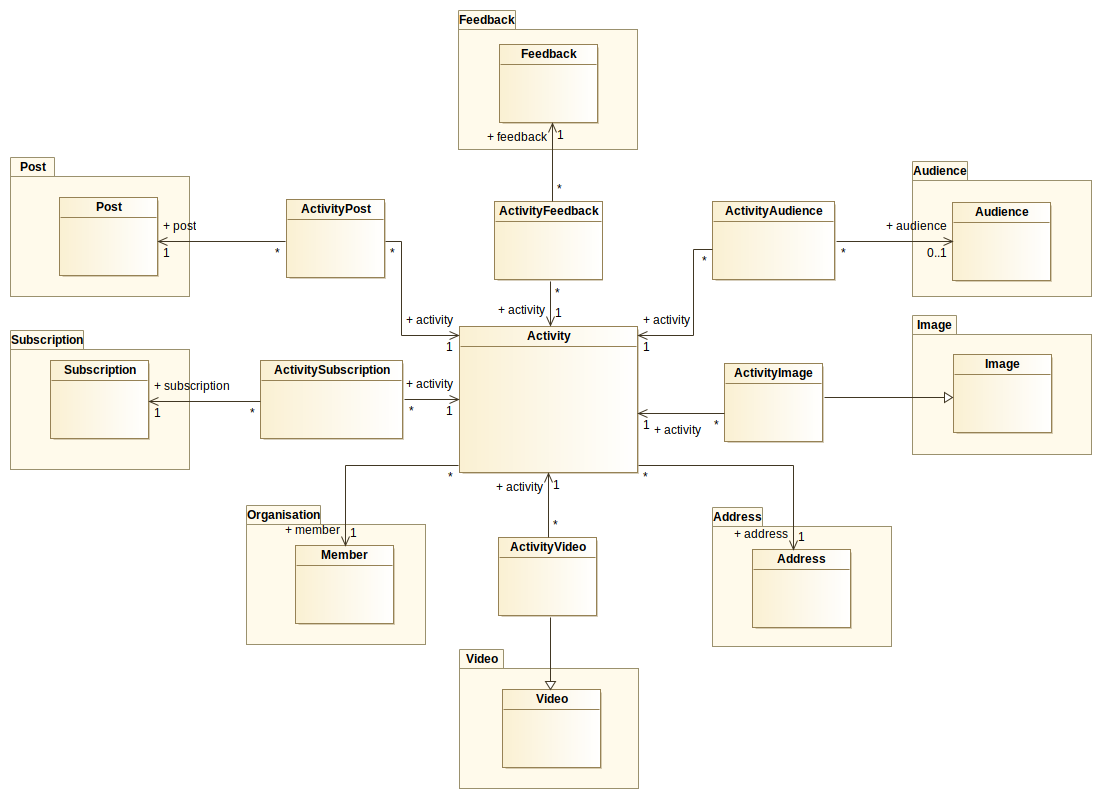 Feedback
Feedback
+ feedback
1
*
Post
Post
+ post
1
*
ActivityPost
*
ActivityFeedback
*
+ activity
1
ActivityAudience
*
*
Audience
Audience
+ audience
0..1
+ activity
1
+ activity
1
Activity
Subscription
Subscription
+ subscription
1
*
ActivitySubscription
*
+ activity
1
Image
Image
ActivityImage
*
1
+ activity
*
*
+ activity
1
*
Organisation
+ member
1
Member
ActivityVideo
Address
+ address
1
Address
Video
Video